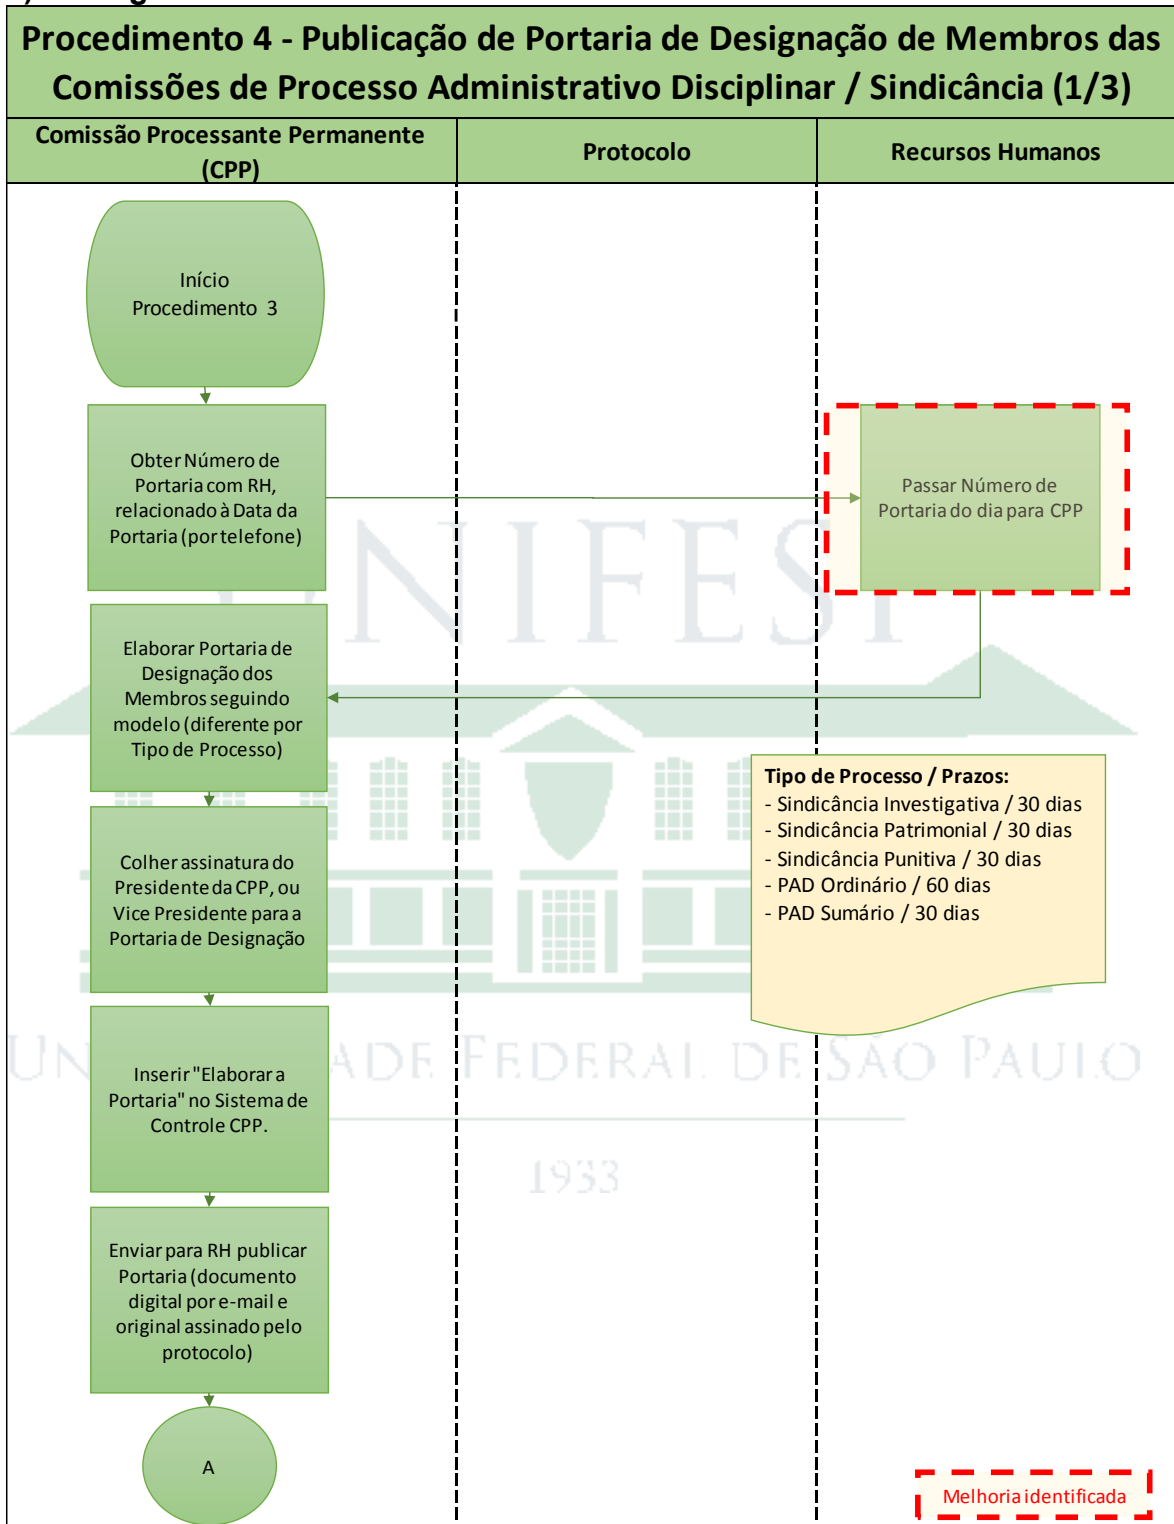 Procedimento 4 - Publicação de Portaria de Designação de Membros das
Comissões de Processo Administrativo Disciplinar / Sindicância (1/3)
Comissão Processante Permanente
(CPP)
Protocolo
Recursos Humanos
Início
Procedimento 3
Obter Número de
Portaria com RH,
relacionado à Data da
Portaria (por telefone)
Passar Número de
Portaria do dia para CPP
Elaborar Portaria de
Designação dos
Membros seguindo
modelo (diferente por
Tipo de Processo)
Tipo de Processo / Prazos:
- Sindicância Investigativa / 30 dias
- Sindicância Patrimonial / 30 dias
- Sindicância Punitiva / 30 dias
- PAD Ordinário / 60 dias
- PAD Sumário / 30 dias
Colher assinatura do
Presidente da CPP, ou
Vice Presidente para a
Portaria de Designação
Inserir "Elaborar a
Portaria" no Sistema de
Controle CPP.
Enviar para RH publicar
Portaria (documento
digital por e-mail e
original assinado pelo
protocolo)
A
Melhoria identificada
FEDERAL DE SÃO PAULO
1933